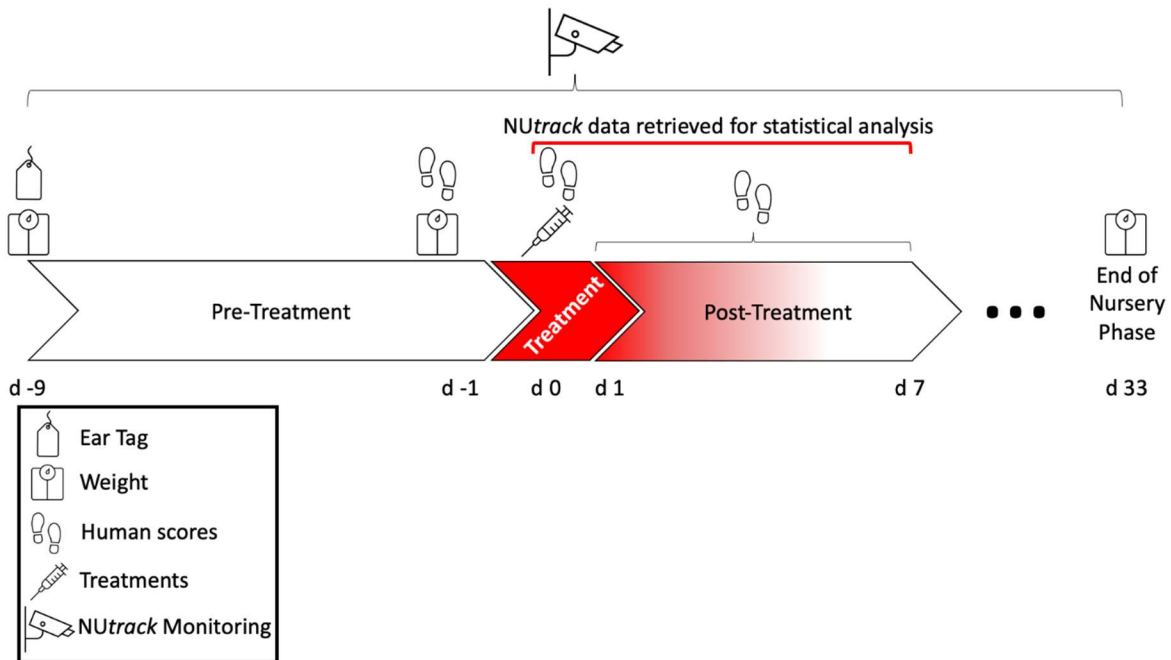 NUtrack data retrieved for statistical analysis
Pre-Treatment
Treatment
Post-Treatment
End of
Nursery
Phase
d -9
d -1
d 0
d 1
d 7
d 33
Ear Tag
Weight
Human scores
Treatments
NUtrack Monitoring